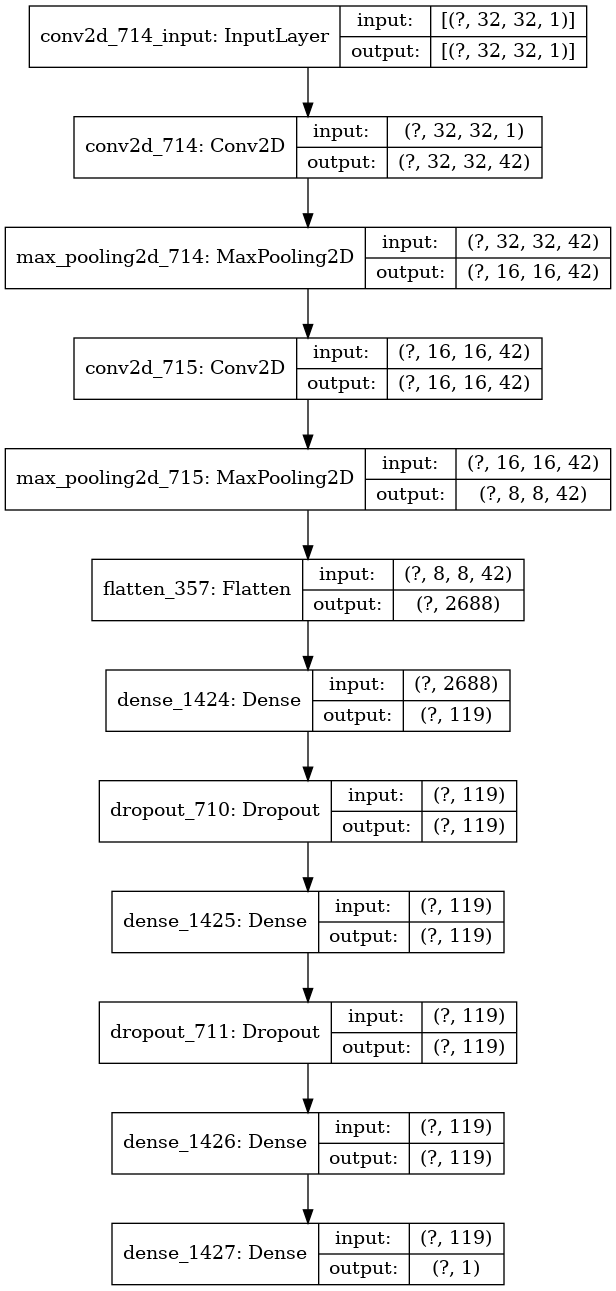 conv2d_714_input: InputLayer
input: [(?, 32, 32, 1)]
output: [(?, 32, 32, 1)]
conv2d_714: Conv2D
input: (?, 32, 32, 1)
output: (?, 32, 32, 42)
max_pooling2d_714: MaxPooling2D
input: (?, 32, 32, 42)
output: (?, 16, 16, 42)
conv2d_715: Conv2D
input: (?, 16, 16, 42)
output: (?, 16, 16, 42)
max_pooling2d_715: MaxPooling2D
input: (?, 16, 16, 42)
output: (?, 8, 8, 42)
flatten_357: Flatten
input: (?, 8, 8, 42)
output: (?, 2688)
dense_1424: Dense
input: (?, 2688)
output: (?, 119)
dropout_710: Dropout
input: (?, 119)
output: (?, 119)
dense_1425: Dense
input: (?, 119)
output: (?, 119)
dropout_711: Dropout
input: (?, 119)
output: (?, 119)
dense_1426: Dense
input: (?, 119)
output: (?, 119)
dense_1427: Dense
input: (?, 119)
output: (?, 1)